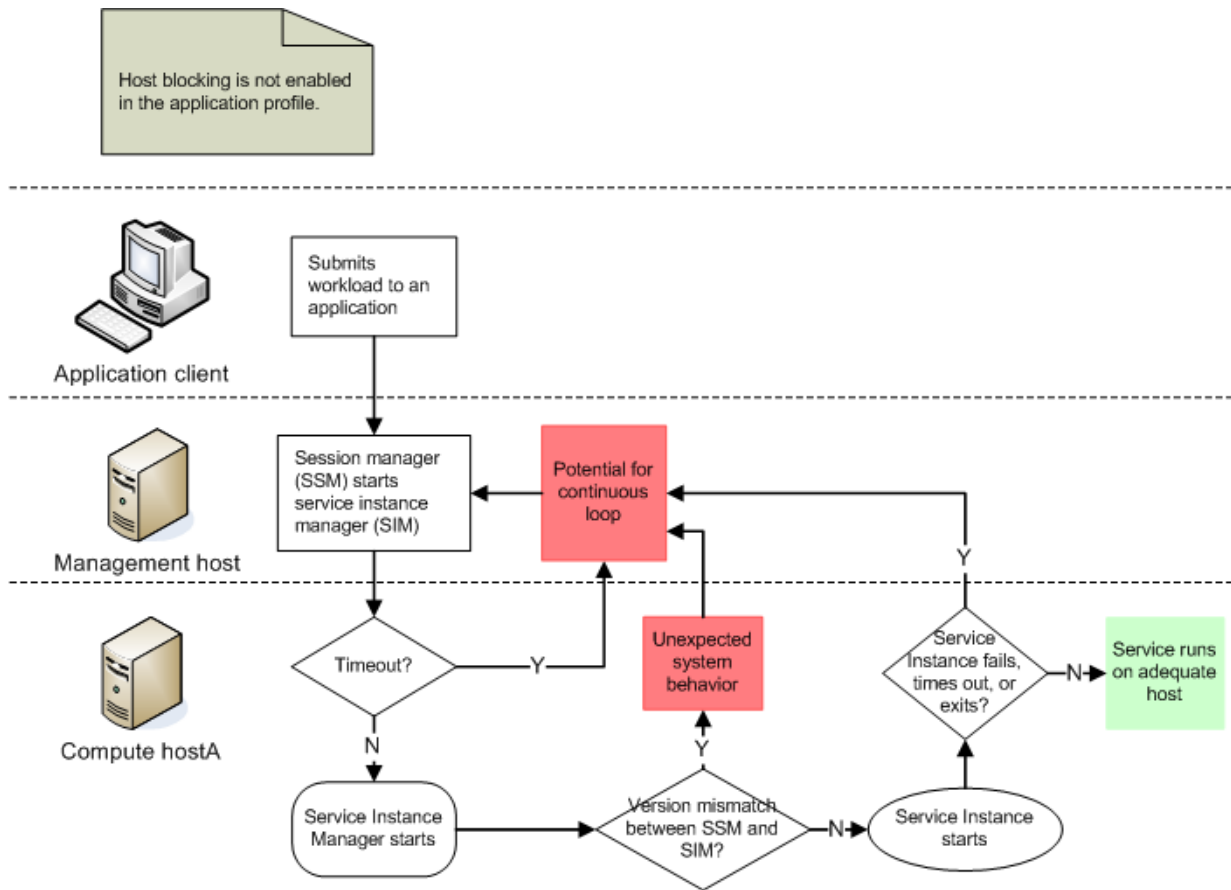 Host blocking is not enabled
in the application profile.
Submits
workload to an
application
Application client
Session manager
(SSM) starts
service instance
manager (SIM)
Potential for
continuous
loop
Management host
Y
Timeout?
Y
Unexpected
system
behavior
Service
Instance fails,
times out, or
exits?
N
Service runs
on adequate
host
Compute hostA
N
Y
Service Instance
Manager starts
Version mismatch
between SSM and
SIM?
N
Service Instance
starts